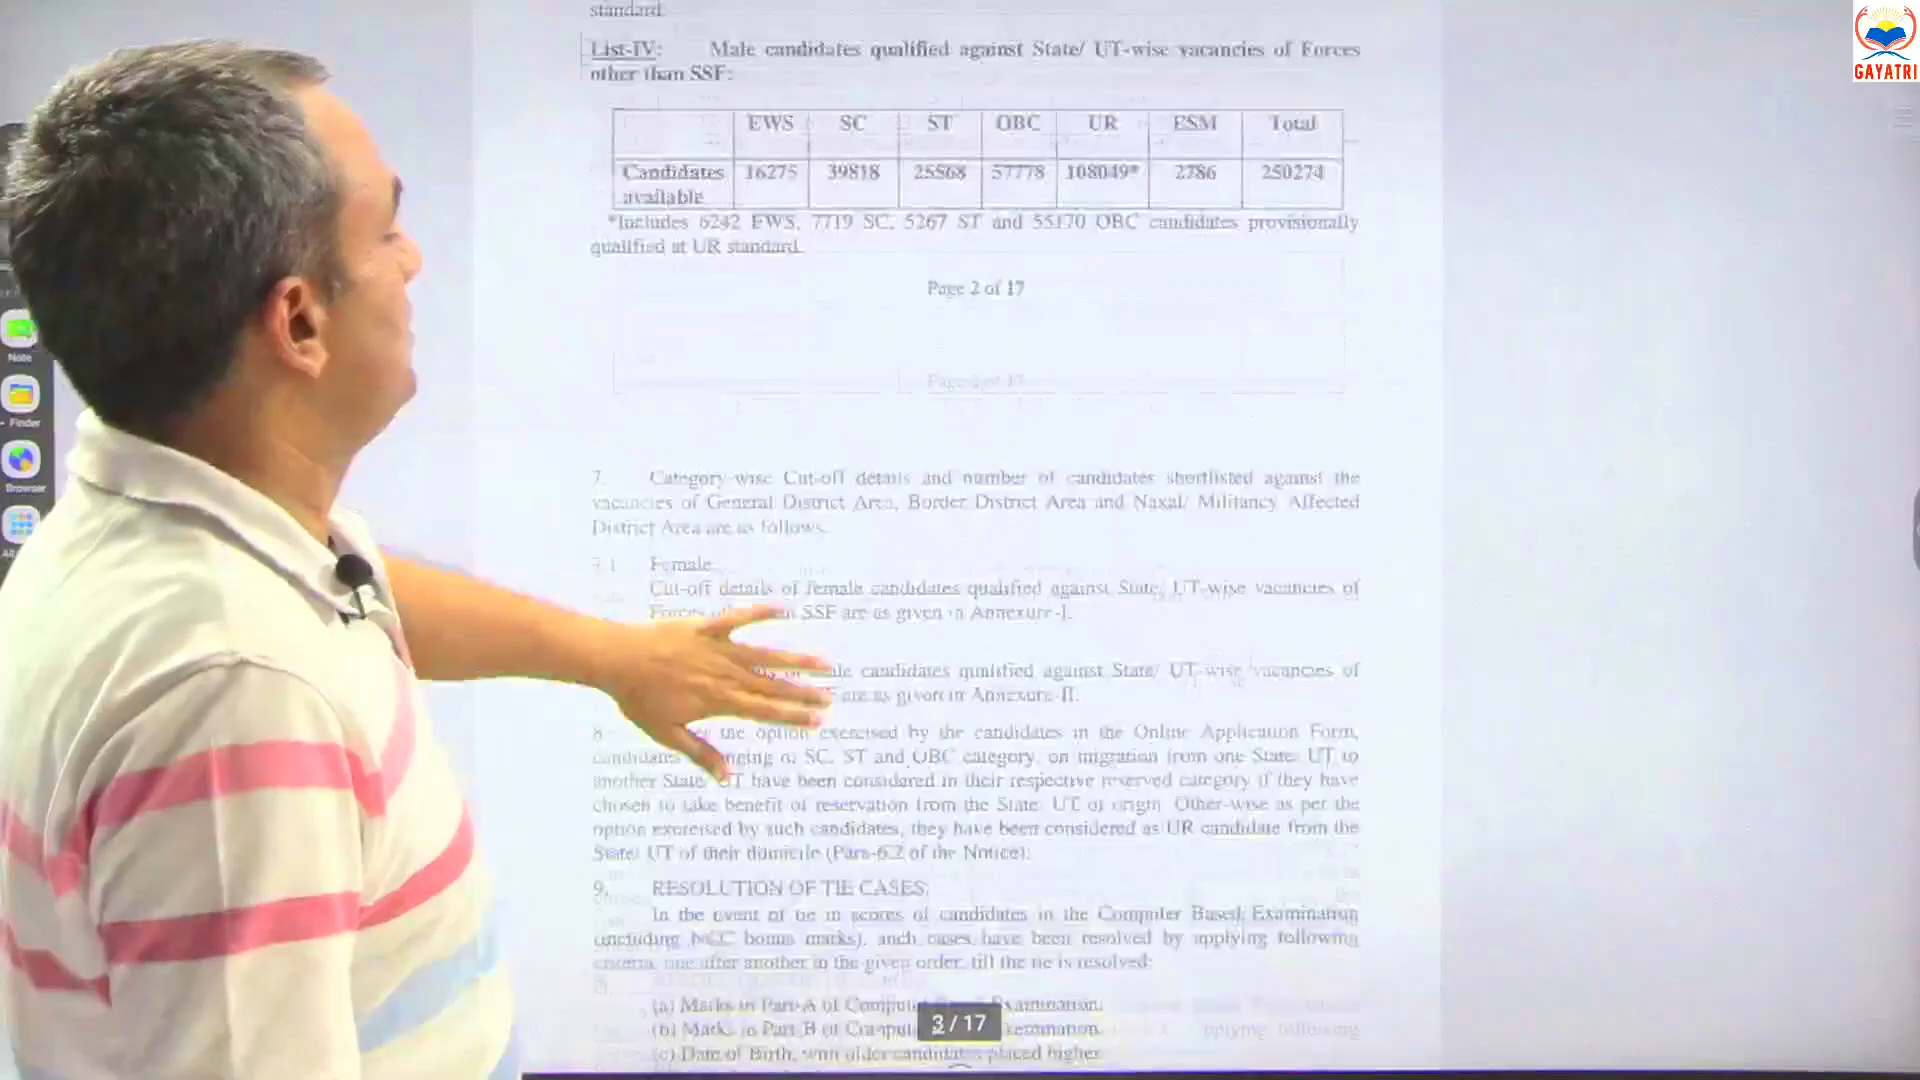 standard.
GAYATRI
List-IV: Male candidates qualified against State/ UT-wise vacancies of Forces
other than SSF:
EWS SC ST OBC UR ESM Total
Candidates available 16275 39818 25568 57778 108049* 2786 250274
*Includes 6242 EWS, 7719 SC, 5267 ST and 55170 OBC candidates provisionally
qualified at UR standard.
Page 2 of 17
Page 2 of 17
7. Category-wise Cut-off details and number of candidates shortlisted against the
vacancies of General District Area, Border District Area and Naxal/ Militancy Affected
District Area are as follows.
7.1 Female
Cut-off details of female candidates qualified against State/ UT-wise vacancies of
Forces SSF are as given in Annexure-I.
candidates qualified against State/ UT-wise vacancies of
are as given in Annexure-II.
8 the option exercised by the candidates in the Online Application Form,
candidates SC, ST and OBC category, on migration from one State/ UT to
another State/ UT have been considered in their respective reserved category if they have
chosen to take benefit of reservation from the State/ UT of origin. Other-wise as per the
option exercised by such candidates, they have been considered as UR candidate from the
State/ UT of their domicile (Para-6.2 of the Notice).
9. RESOLUTION OF TIE CASES:
In the event of tie in scores of candidates in the Computer Based Examination
(including NCC bonus marks), such cases have been resolved by applying following
criteria, one after another in the given order, till the tie is resolved:
(a) Marks in Part-A of Examination.
(b) Marks in Part-B of
(c) Date of Birth, with older candidates placed higher
applying following
3 / 17
Note
Finder
Browser